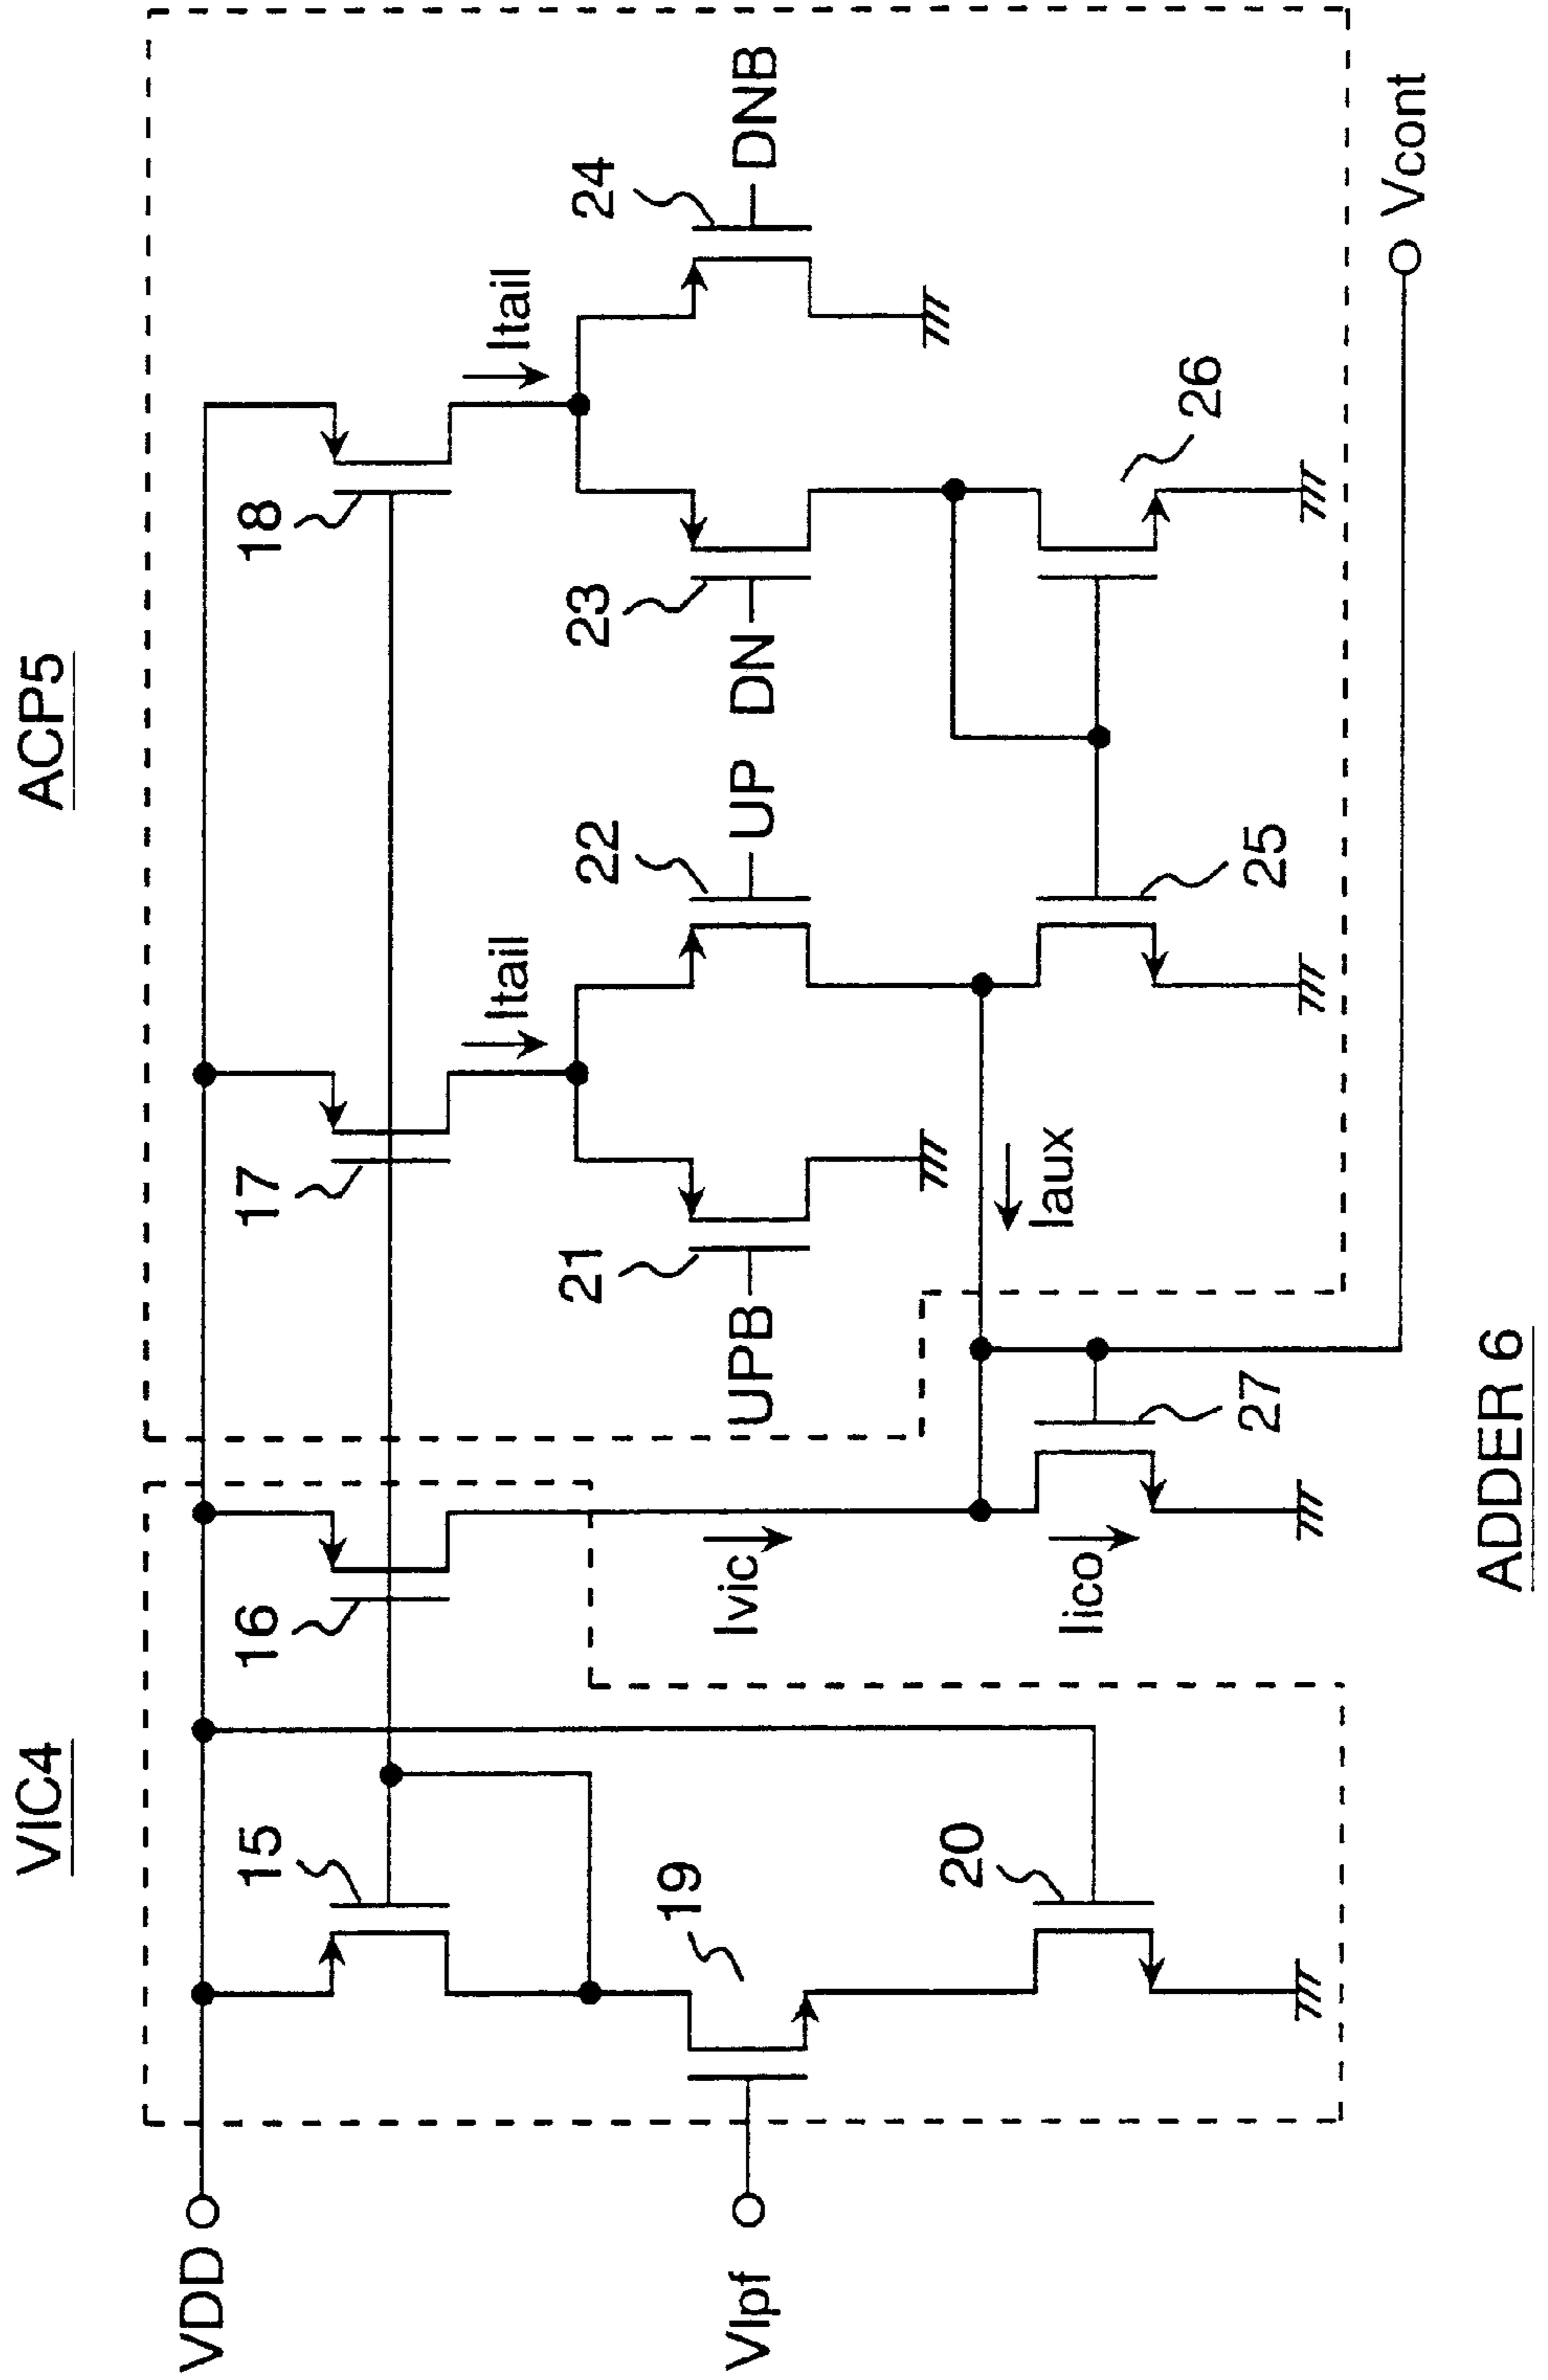 VIC4
ACP5
VDD
15
16
17
18
Itail
Itail
Vlpf
19
Ivic
UPB
21
22
UP
DN
23
24
DNB
20
Iico
Iaux
27
25
26
Vcont
ADDER 6